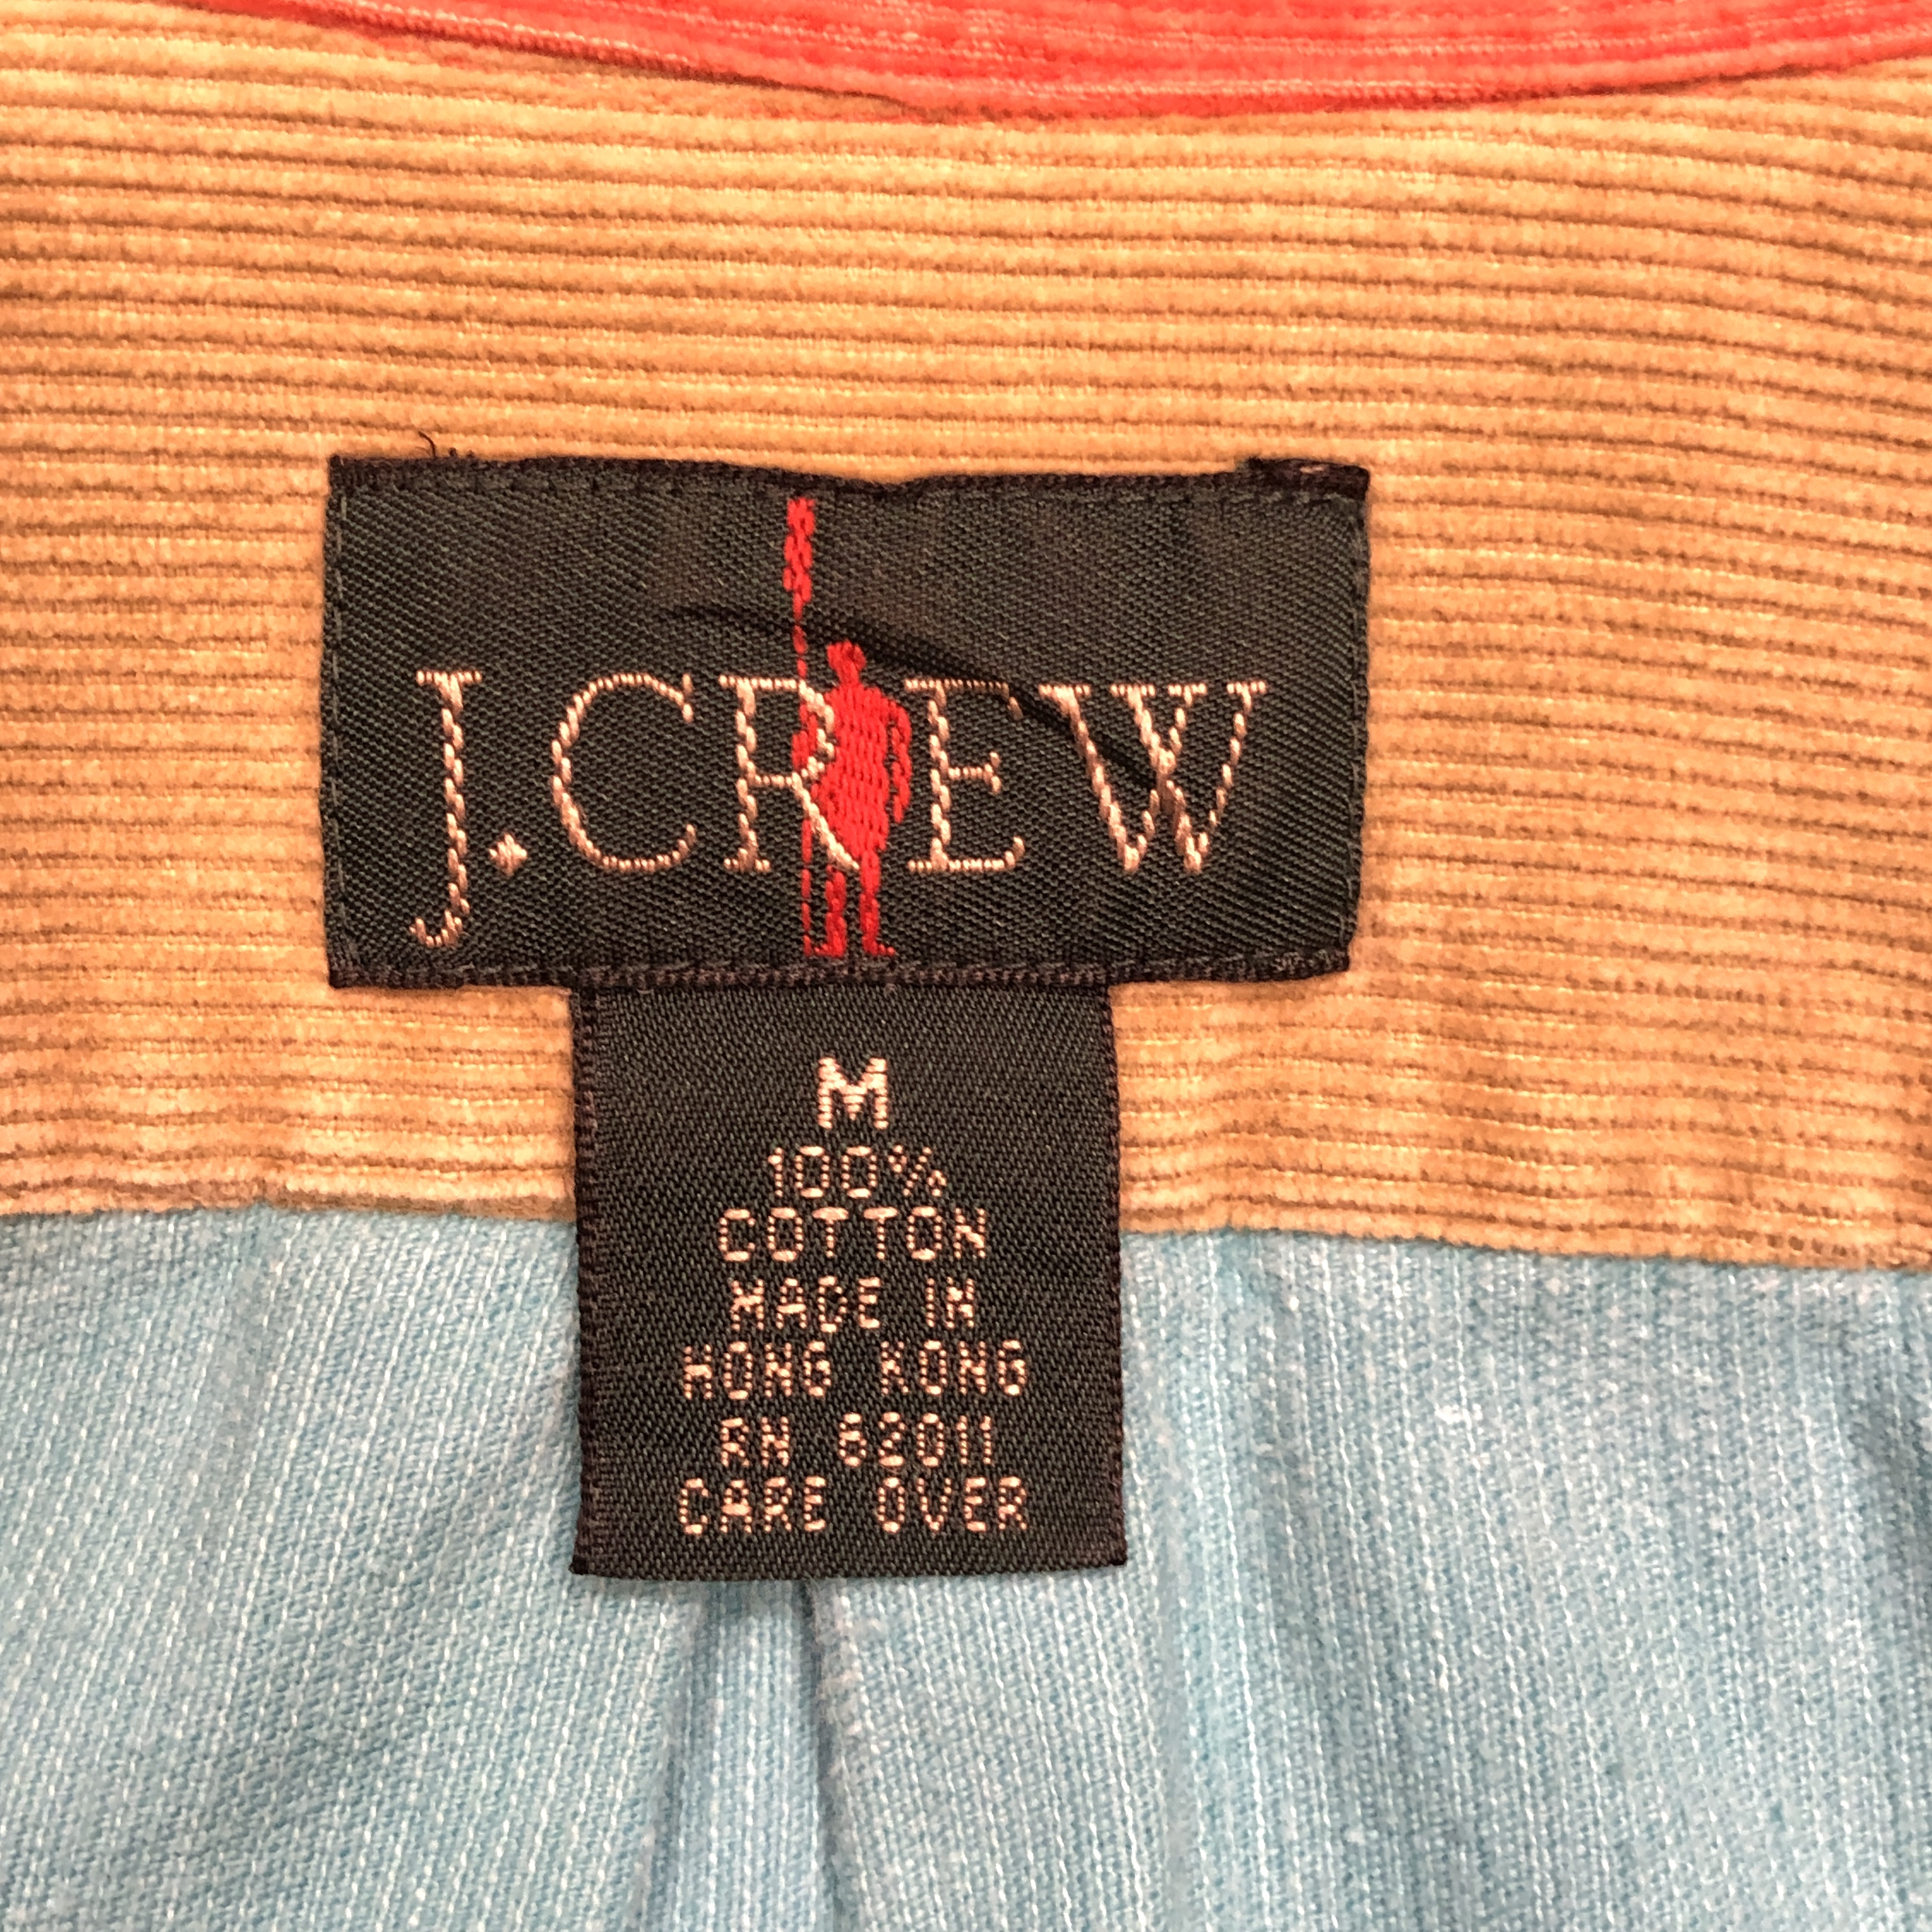 J.CREW
M
100%
COTTON
MADE IN
HONG KONG
RN 62011
CARE OVER